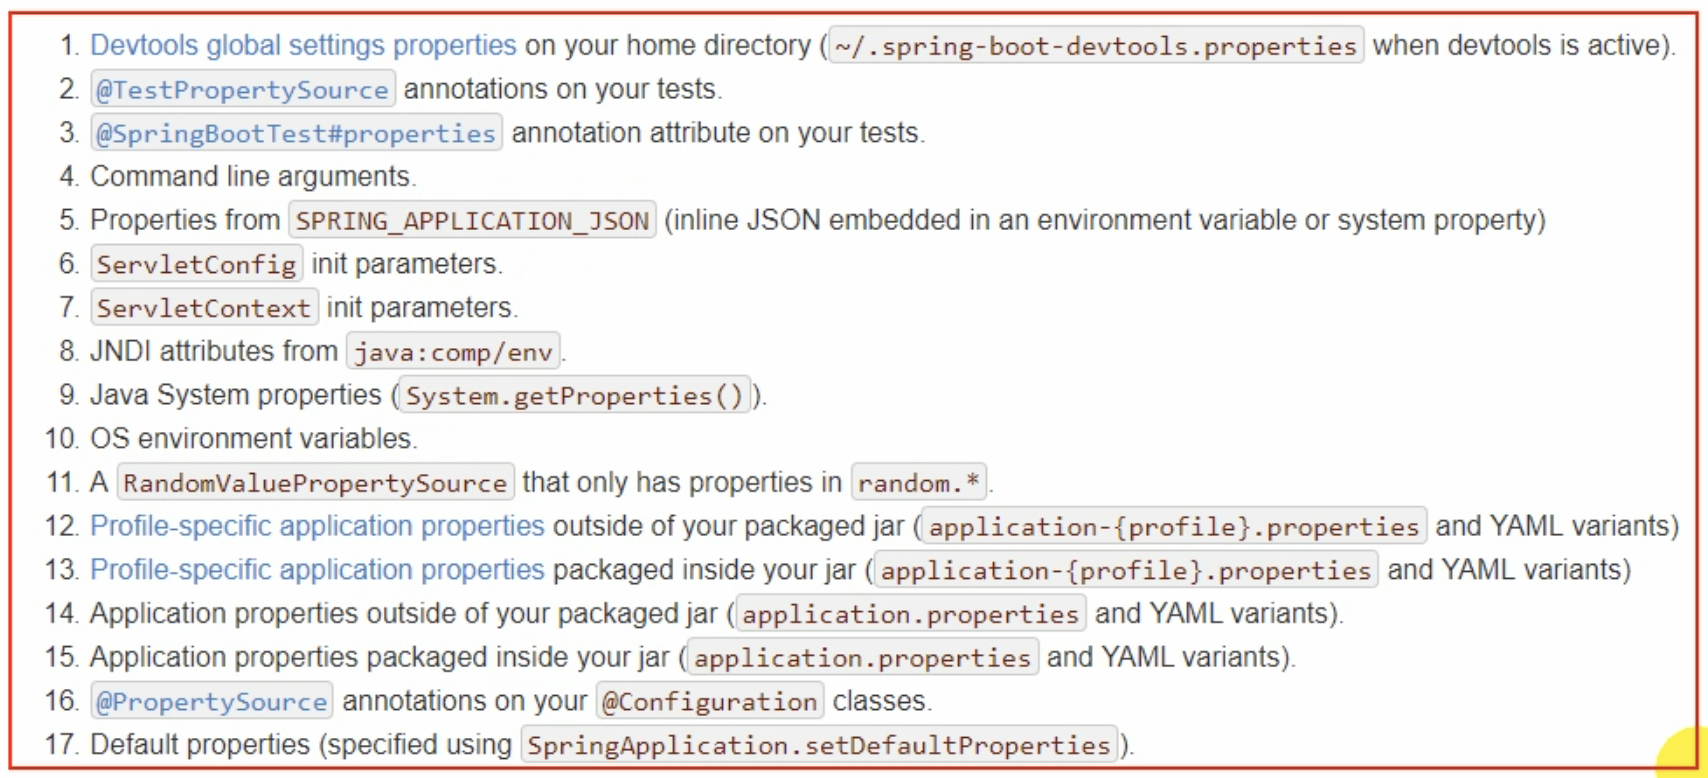 1. Devtools global settings properties on your home directory (~/.spring-boot-devtools.properties when devtools is active).
2. @TestPropertySource annotations on your tests.
3. @SpringBootTest#properties annotation attribute on your tests.
4. Command line arguments.
5. Properties from SPRING_APPLICATION_JSON (inline JSON embedded in an environment variable or system property)
6. ServletConfig init parameters.
7. ServletContext init parameters.
8. JNDI attributes from java:comp/env.
9. Java System properties (System.getProperties()).
10. OS environment variables.
11. A RandomValuePropertySource that only has properties in random.*.
12. Profile-specific application properties outside of your packaged jar (application-{profile}.properties and YAML variants)
13. Profile-specific application properties packaged inside your jar (application-{profile}.properties and YAML variants)
14. Application properties outside of your packaged jar (application.properties and YAML variants).
15. Application properties packaged inside your jar (application.properties and YAML variants).
16. @PropertySource annotations on your @Configuration classes.
17. Default properties (specified using SpringApplication.setDefaultProperties).